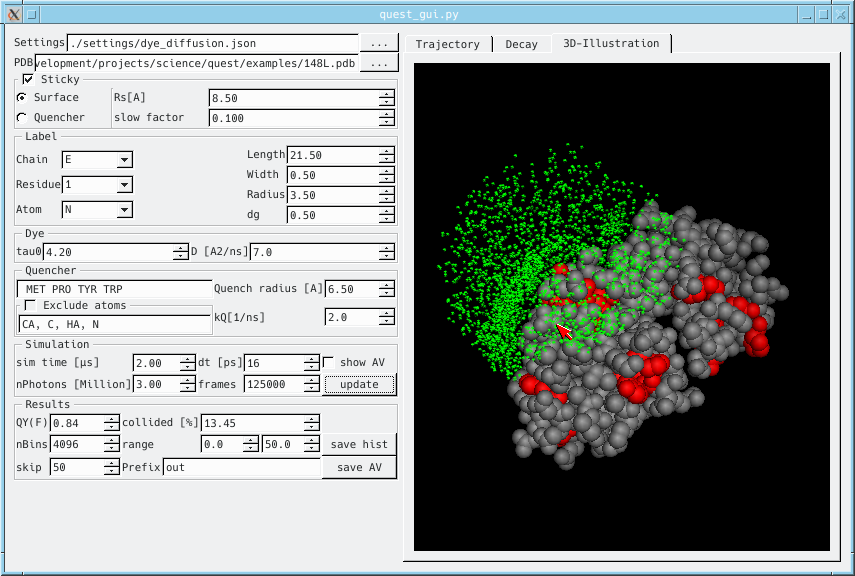 quest_gui.py
Settings ./settings/dye_diffusion.json ...
PDB velopment/projects/science/quest/examples/148L.pdb ...
Sticky
Surface Rs[A] 8.50
Quencher slow factor 0.100
Label
Chain E Length 21.50
Width 0.50
Residue 1 Radius 3.50
Atom N dg 0.50
Dye
tau0 4.20 D [A2/ns] 7.0
Quencher
MET PRO TYR TRP Quench radius [A] 6.50
Exclude atoms
CA, C, HA, N kQ[1/ns] 2.0
Simulation
sim time [µs] 2.00 dt [ps] 16 show AV
nPhotons [Million] 3.00 frames 125000 update
Results
QY(F) 0.84 collided [%] 13.45
nBins 4096 range 0.0 50.0 save hist
skip 50 Prefix out save AV
Trajectory Decay 3D-Illustration